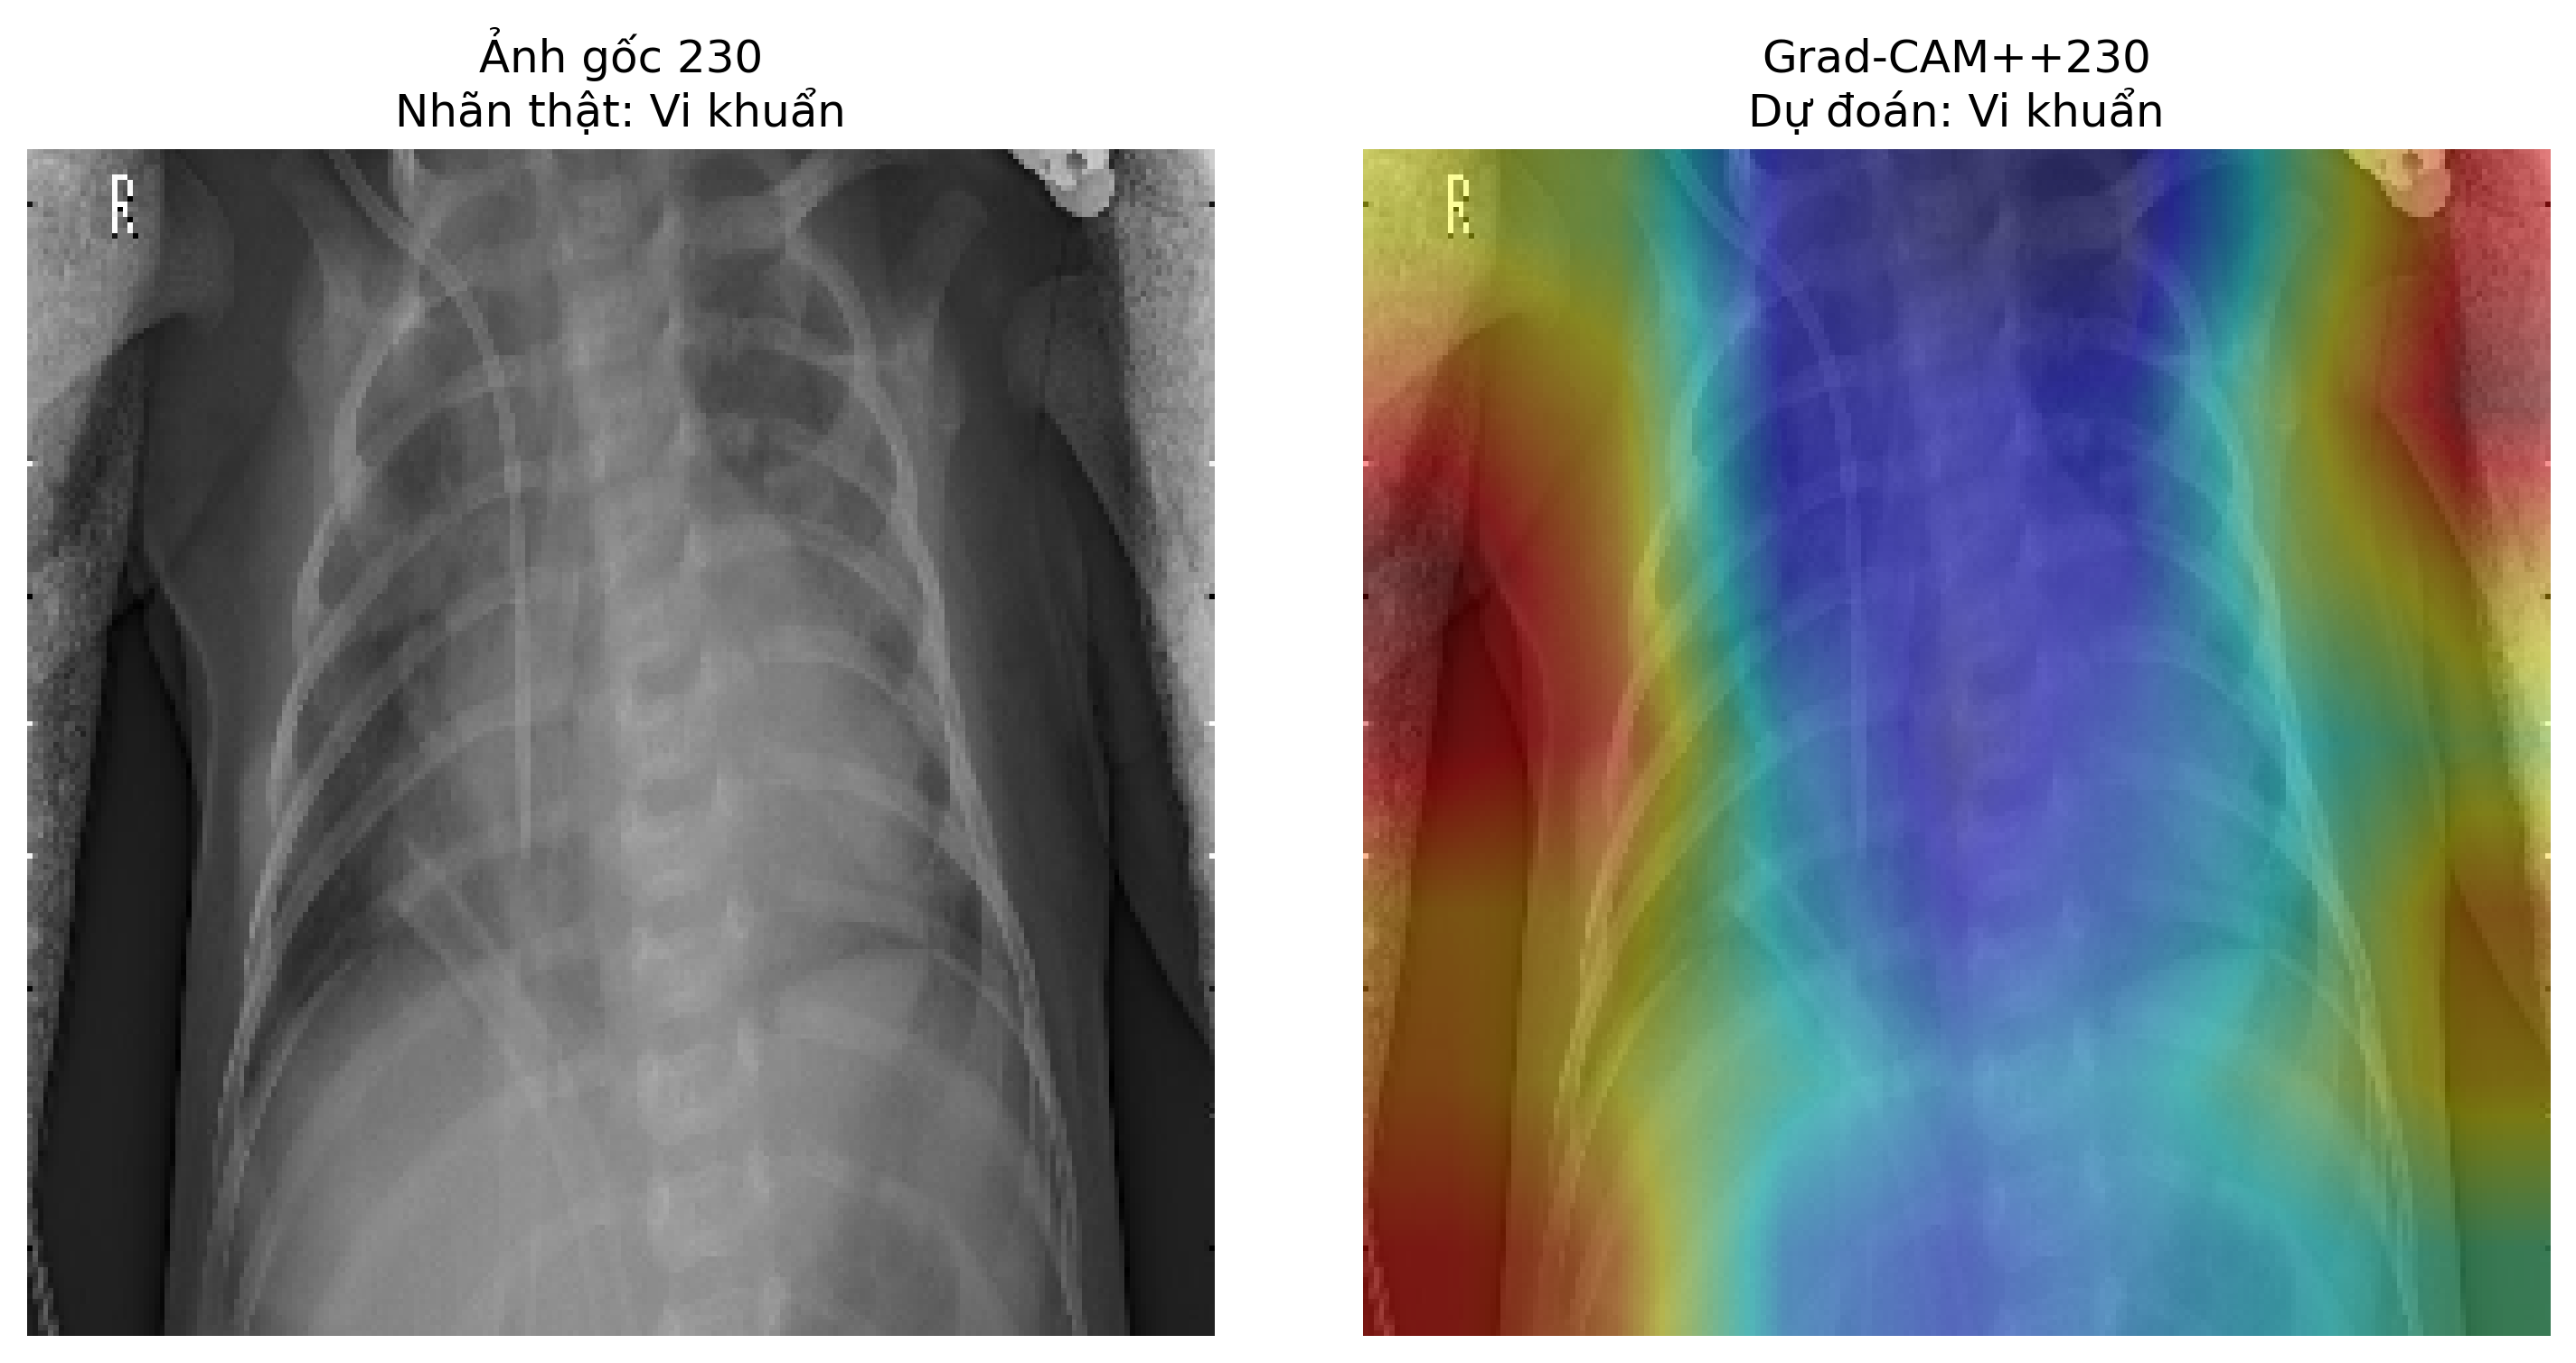 Ảnh gốc 230
Nhãn thật: Vi khuẩn
R
Grad-CAM++230
Dự đoán: Vi khuẩn
R